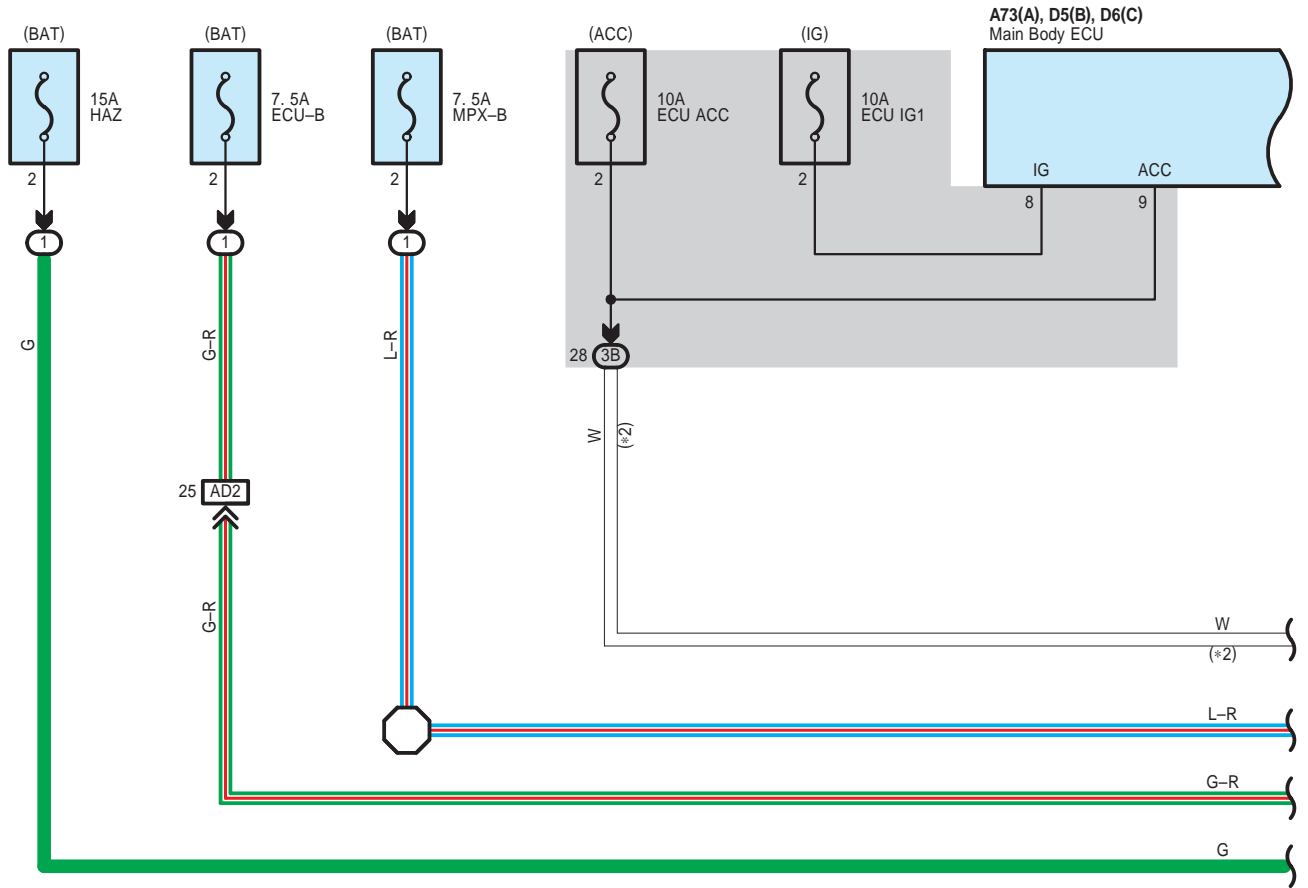 A73(A), D5(B), D6(C)
Main Body ECU
(BAT)
(BAT)
(BAT)
(ACC)
(IG)
15A
HAZ
7. 5A
ECU–B
7. 5A
MPX–B
10A
ECU ACC
10A
ECU IG1
IG
ACC
2
2
2
2
2
8
9
1
1
1
28
3B
G
G–R
L–R
W
(*2)
25
AD2
G–R
W
(*2)
L–R
G–R
G